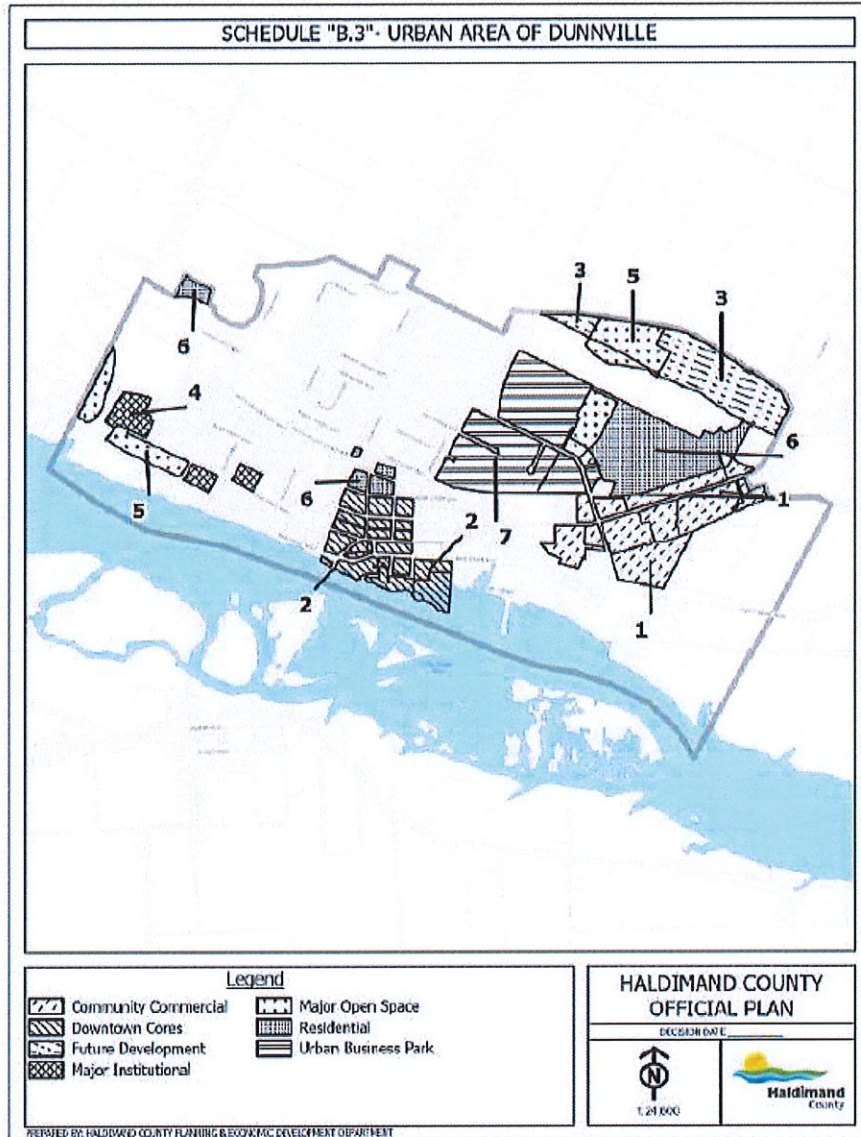 SCHEDULE "B.3"- URBAN AREA OF DUNNVILLE
3
5
3
6
4
6
5
6
2
7
1
2
1
Legend
Community Commercial
Downtown Cores
Future Development
Major Institutional
Major Open Space
Residential
Urban Business Park
HALDIMAND COUNTY
OFFICIAL PLAN
DECISION DATE
N
1:24,600
Haldimand
County
PREPARED BY: HALDIMAND COUNTY PLANNING & ECONOMIC DEVELOPMENT DEPARTMENT